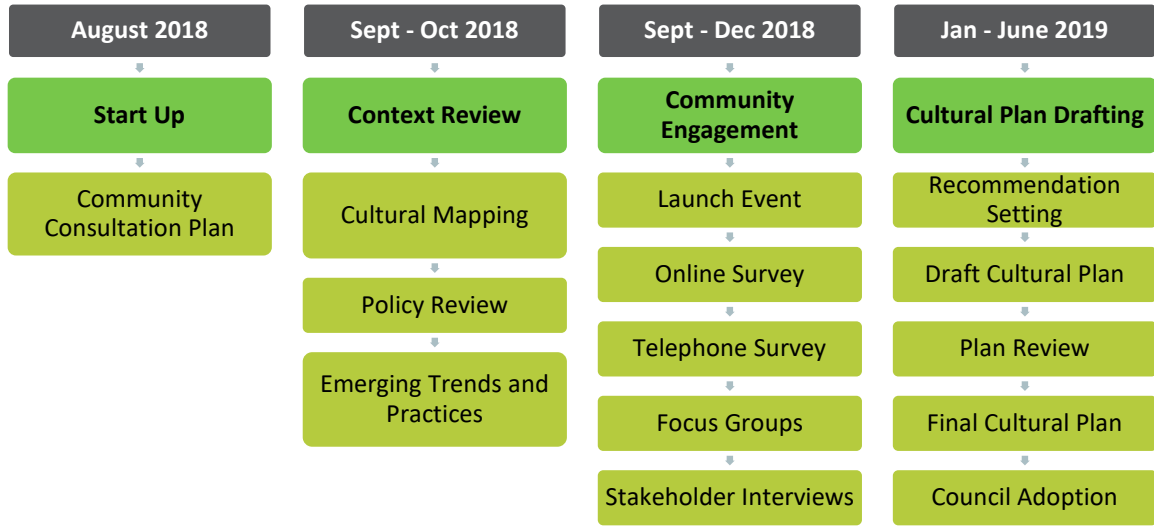 August 2018
Start Up
Community
Consultation Plan
Sept - Oct 2018
Context Review
Cultural Mapping
Policy Review
Emerging Trends and
Practices
Sept - Dec 2018
Community
Engagement
Launch Event
Online Survey
Telephone Survey
Focus Groups
Stakeholder Interviews
Jan - June 2019
Cultural Plan Drafting
Recommendation
Setting
Draft Cultural Plan
Plan Review
Final Cultural Plan
Council Adoption